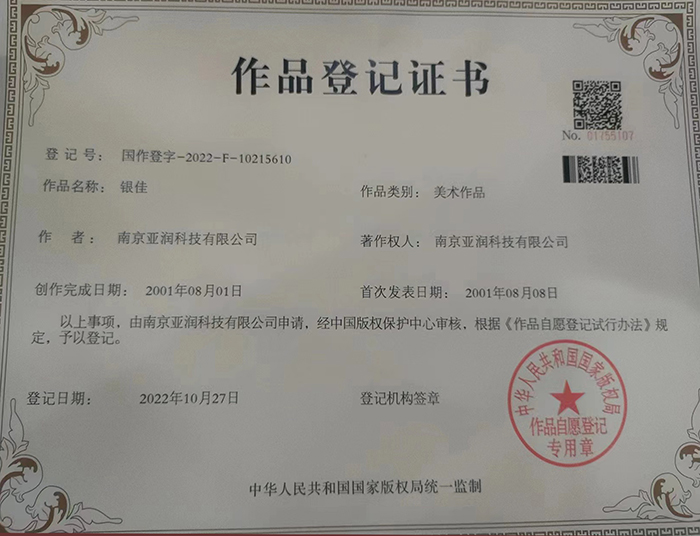 作品登记证书
No. 01755107
登 记 号： 国作登字-2022-F-10215610
作品名称： 银佳
作品类别： 美术作品
作 者： 南京亚润科技有限公司
著作权人： 南京亚润科技有限公司
创作完成日期： 2001年08月01日
首次发表日期： 2001年08月08日
以上事项，由南京亚润科技有限公司申请，经中国版权保护中心审核，根据《作品自愿登记试行办法》规
定，予以登记。
登记日期： 2022年10月27日
登记机构签章
中华人民共和国国家版权局
作品自愿登记
专用章
中华人民共和国国家版权局统一监制